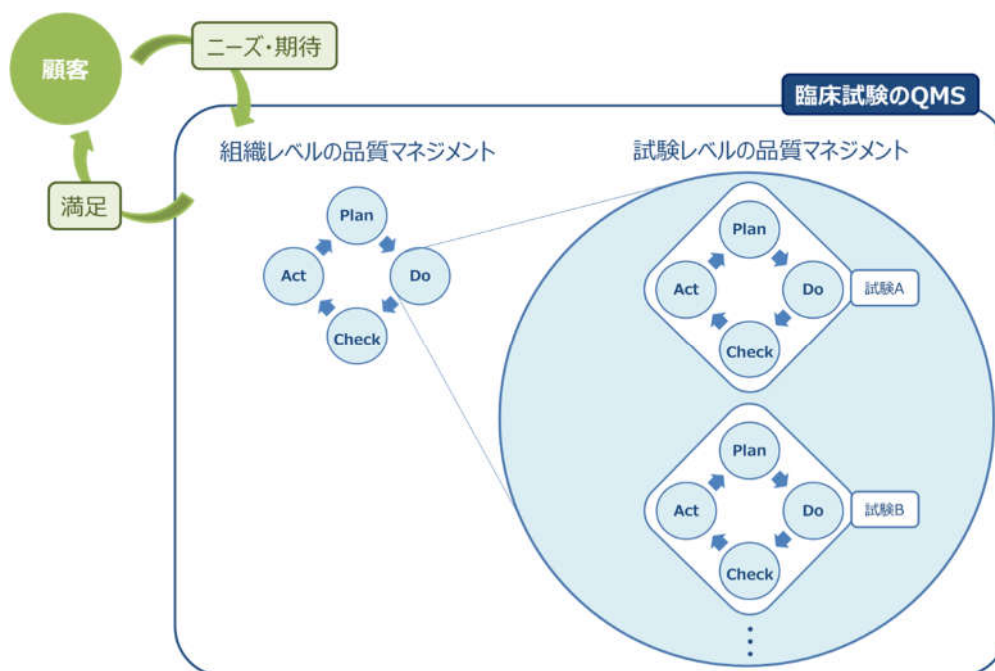 顧客
ニーズ・期待
満足
臨床試験のQMS
組織レベルの品質マネジメント
Plan
Act
Do
Check
試験レベルの品質マネジメント
Plan
Act
Do
試験A
Check
Plan
Act
Do
試験B
Check